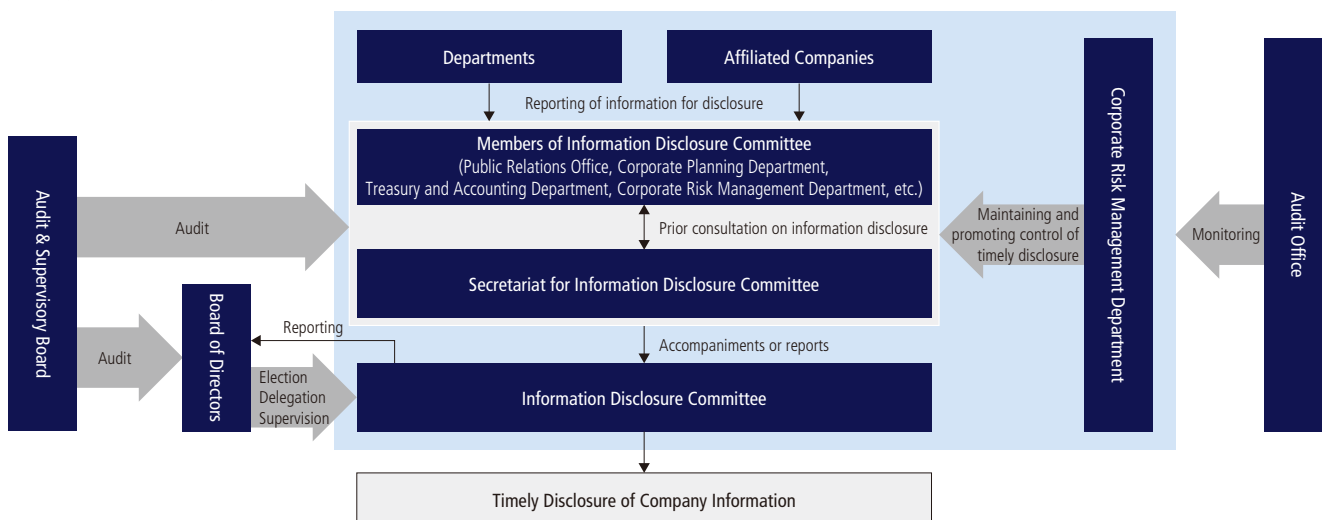 Departments
Affiliated Companies
Reporting of information for disclosure
Members of Information Disclosure Committee
(Public Relations Office, Corporate Planning Department,
Treasury and Accounting Department, Corporate Risk Management Department, etc.)
Audit & Supervisory Board
Audit
Prior consultation on information disclosure
Maintaining and
promoting control of
timely disclosure
Corporate Risk Management Department
Monitoring
Audit Office
Secretariat for Information Disclosure Committee
Board of Directors
Reporting
Accompaniments or reports
Audit
Election
Delegation
Supervision
Information Disclosure Committee
Timely Disclosure of Company Information